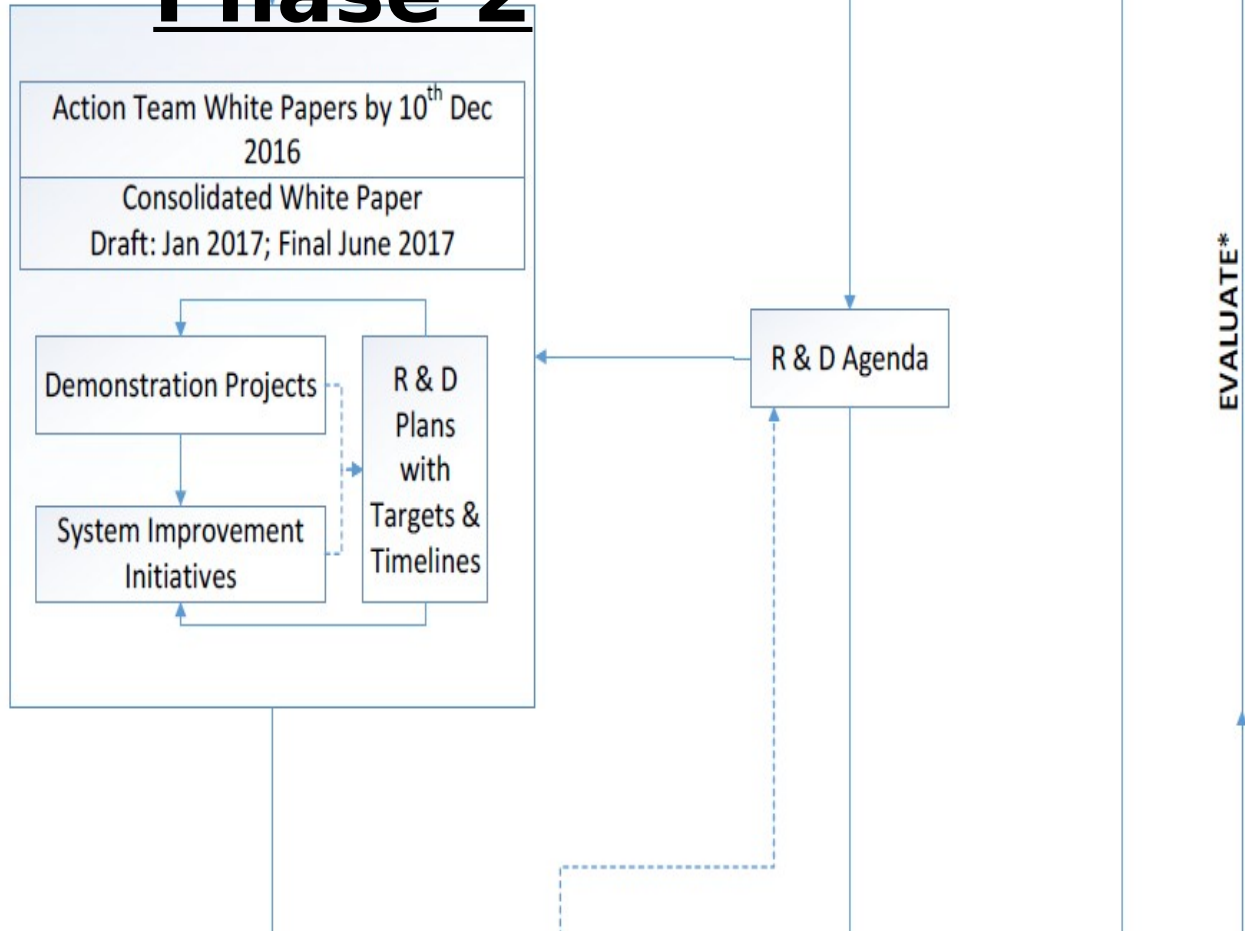 Phase 2
Action Team White Papers by 10th Dec
2016
Consolidated White Paper
Draft: Jan 2017; Final June 2017
Demonstration Projects
R & D
Plans
with
Targets &
Timelines
System Improvement
Initiatives
R & D Agenda
EVALUATE*